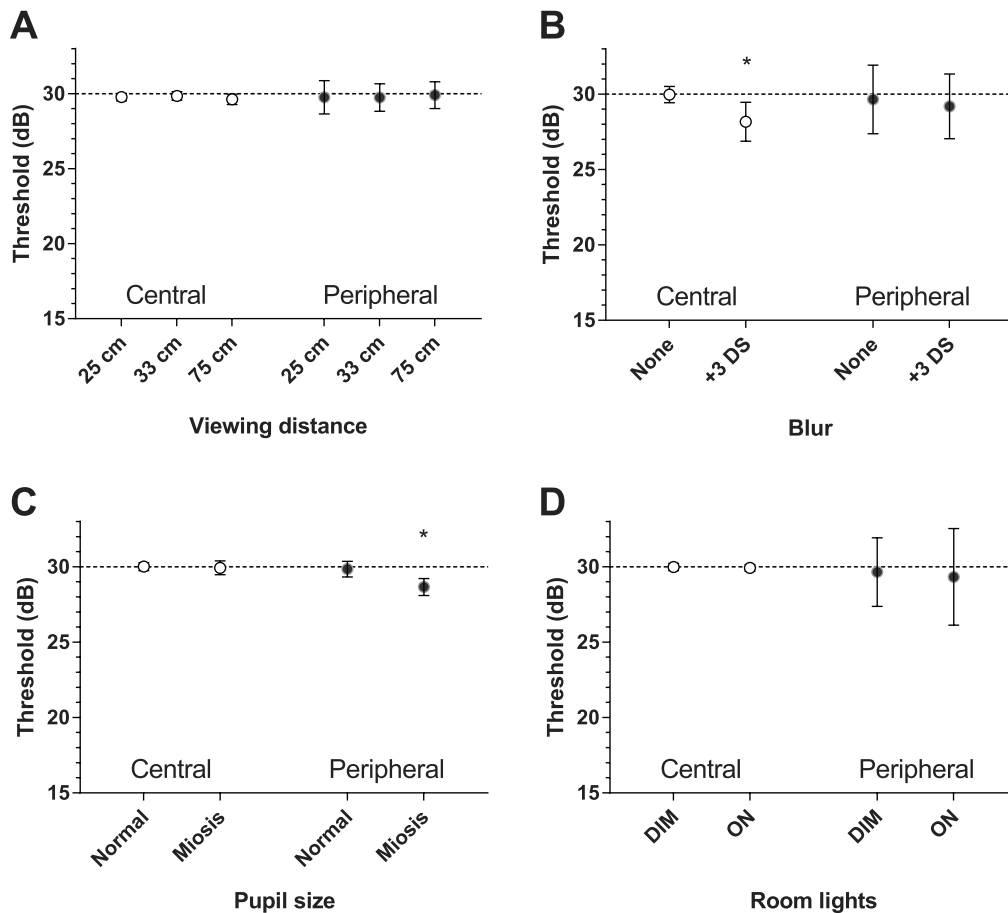 A
Threshold (dB)
30
25
20
15
Central
Peripheral
25 cm
33 cm
75 cm
25 cm
33 cm
75 cm
Viewing distance
B
*
Threshold (dB)
30
25
20
15
Central
Peripheral
None
+3 DS
None
+3 DS
Blur
C
*
Threshold (dB)
30
25
20
15
Central
Peripheral
Normal
Miosis
Normal
Miosis
Pupil size
D
Threshold (dB)
30
25
20
15
Central
Peripheral
DIM
ON
DIM
ON
Room lights